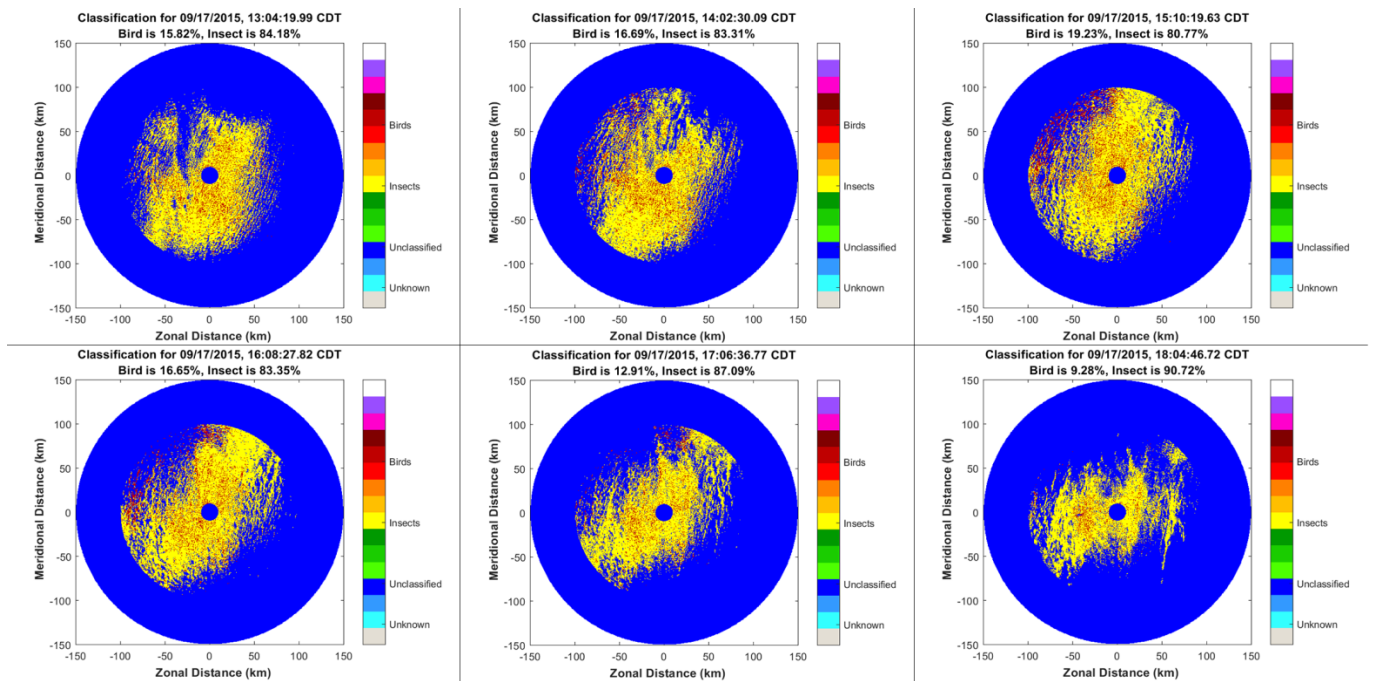 Classification for 09/17/2015, 13:04:19.99 CDT
Bird is 15.82%, Insect is 84.18%
150
100
50
0
-50
-100
-150
Meridional Distance (km)
-150 -100 -50 0 50 100 150
Zonal Distance (km)
Birds
Insects
Unclassified
Unknown
Classification for 09/17/2015, 14:02:30.09 CDT
Bird is 16.69%, Insect is 83.31%
150
100
50
0
-50
-100
-150
Meridional Distance (km)
-150 -100 -50 0 50 100 150
Zonal Distance (km)
Birds
Insects
Unclassified
Unknown
Classification for 09/17/2015, 15:10:19.63 CDT
Bird is 19.23%, Insect is 80.77%
150
100
50
0
-50
-100
-150
Meridional Distance (km)
-150 -100 -50 0 50 100 150
Zonal Distance (km)
Birds
Insects
Unclassified
Unknown
Classification for 09/17/2015, 16:08:27.82 CDT
Bird is 16.65%, Insect is 83.35%
150
100
50
0
-50
-100
-150
Meridional Distance (km)
-150 -100 -50 0 50 100 150
Zonal Distance (km)
Birds
Insects
Unclassified
Unknown
Classification for 09/17/2015, 17:06:36.77 CDT
Bird is 12.91%, Insect is 87.09%
150
100
50
0
-50
-100
-150
Meridional Distance (km)
-150 -100 -50 0 50 100 150
Zonal Distance (km)
Birds
Insects
Unclassified
Unknown
Classification for 09/17/2015, 18:04:46.72 CDT
Bird is 9.28%, Insect is 90.72%
150
100
50
0
-50
-100
-150
Meridional Distance (km)
-150 -100 -50 0 50 100 150
Zonal Distance (km)
Birds
Insects
Unclassified
Unknown